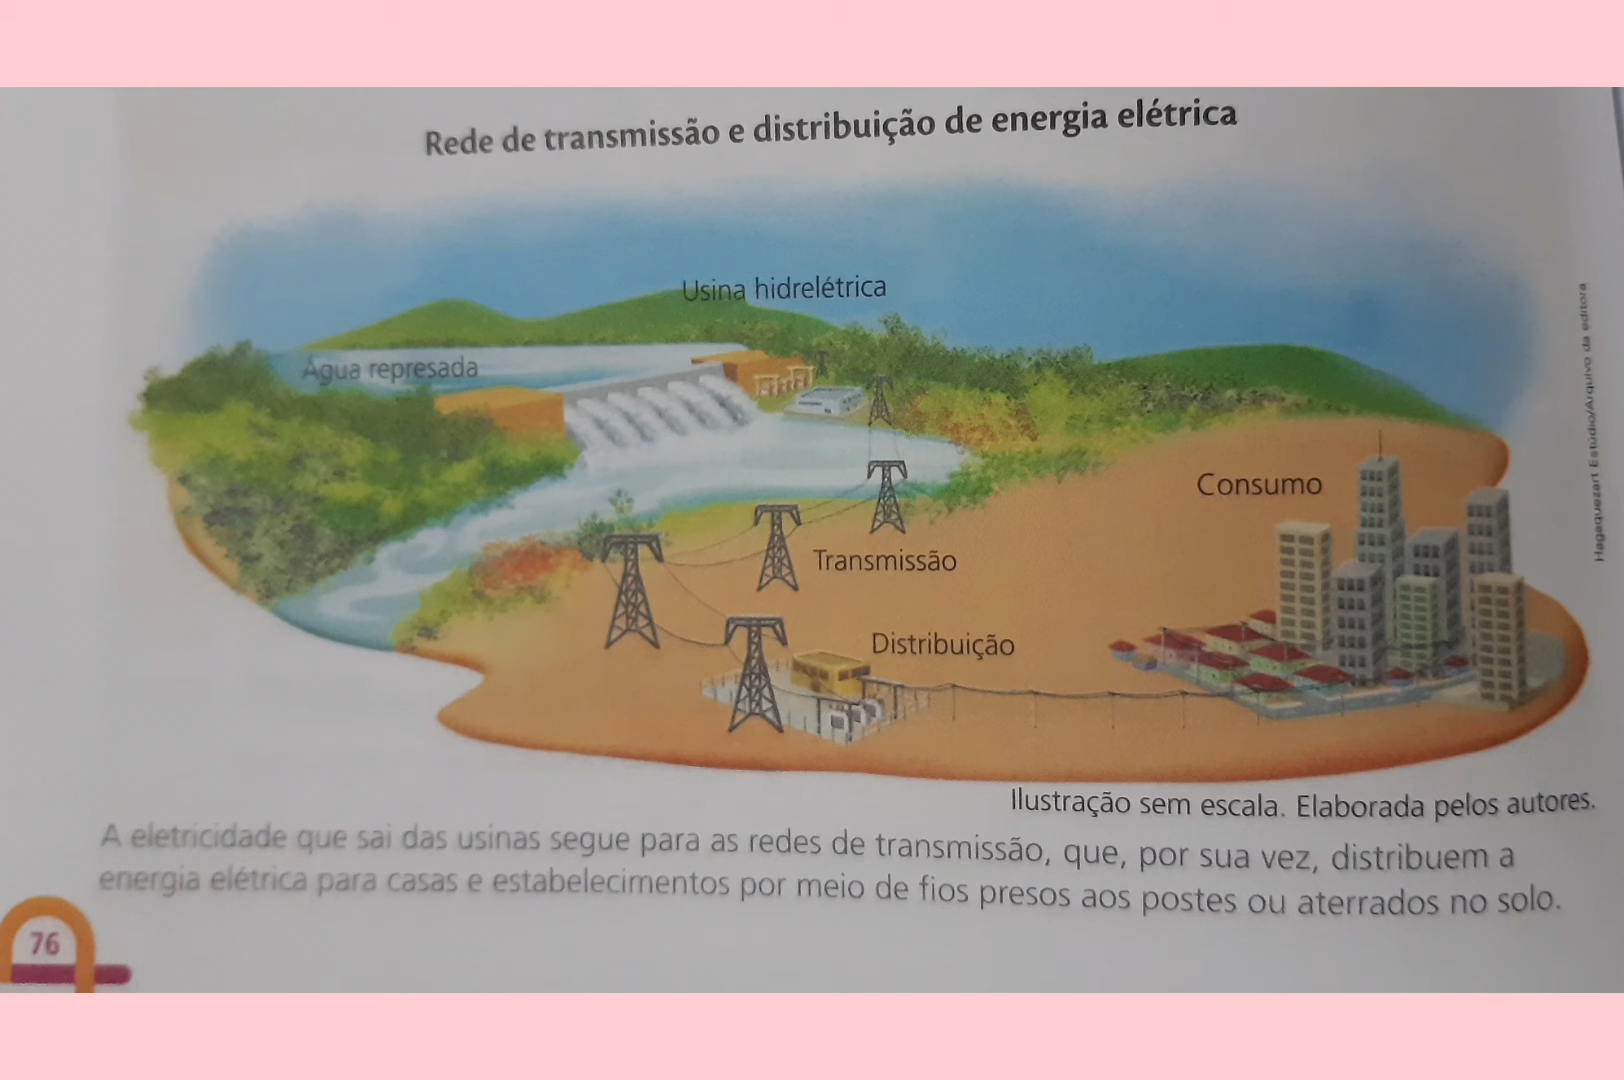 Rede de transmissão e distribuição de energia elétrica
Usina hidrelétrica
Água represada
Consumo
Transmissão
Distribuição
Hagaquezart Estúdio/Arquivo da editora
Ilustração sem escala. Elaborada pelos autores.
A eletricidade que sai das usinas segue para as redes de transmissão, que, por sua vez, distribuem a
energia elétrica para casas e estabelecimentos por meio de fios presos aos postes ou aterrados no solo.
76